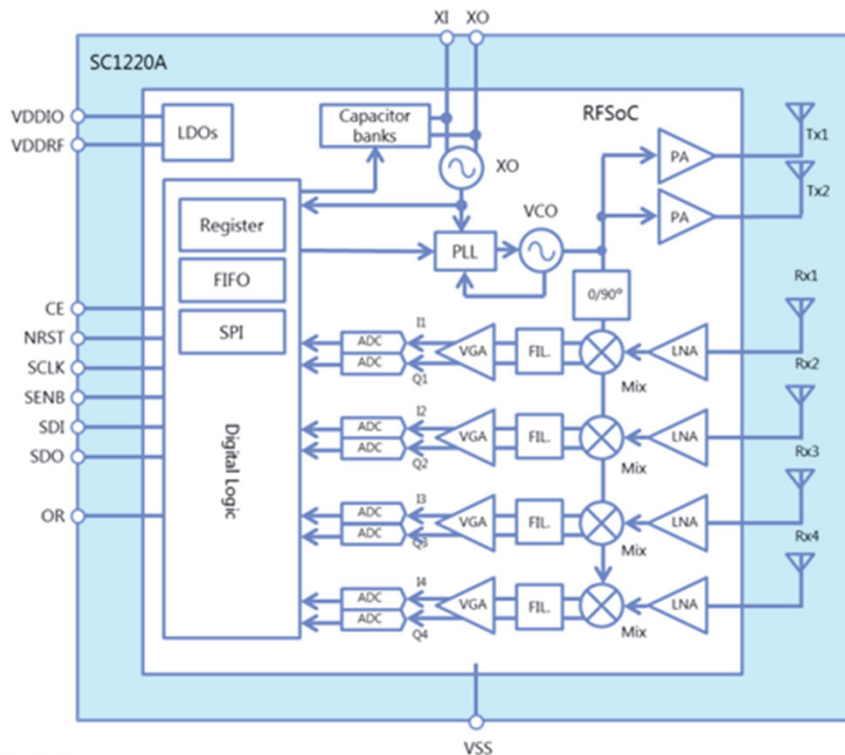 XI
XO
SC1220A
RFSoC
VDDIO
VDDRF
LDOs
Capacitor
banks
XO
PA
Tx1
PA
Tx2
Register
FIFO
SPI
Digital Logic
PLL
VCO
0/90°
CE
NRST
SCLK
SENB
SDI
SDO
OR
ADC
ADC
I1
Q1
VGA
FIL.
Mix
LNA
Rx1
ADC
ADC
I2
Q2
VGA
FIL.
Mix
LNA
Rx2
ADC
ADC
I3
Q3
VGA
FIL.
Mix
LNA
Rx3
ADC
ADC
I4
Q4
VGA
FIL.
Mix
LNA
Rx4
VSS